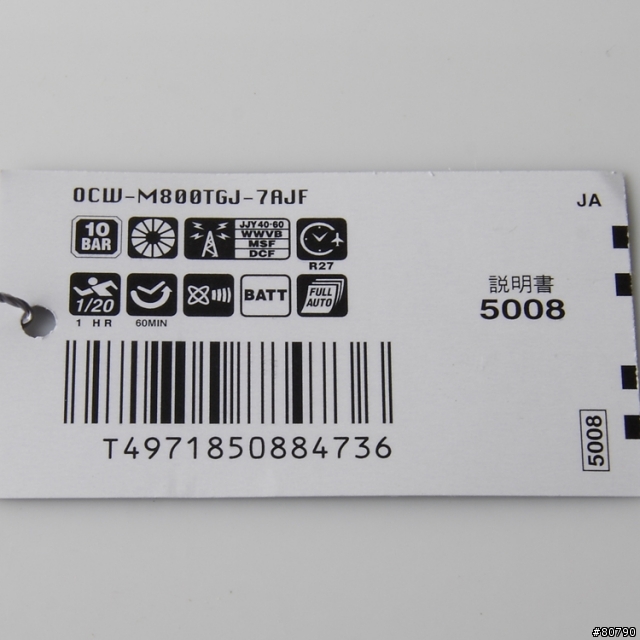 OCW-M800TGJ-7AJF
JA
10 BAR
JJY40·60
WWVB
MSF
DCF
R27
1/20
1 HR
60MIN
BATT
FULL AUTO
説明書
5008
T4971850884736
5008
#80790